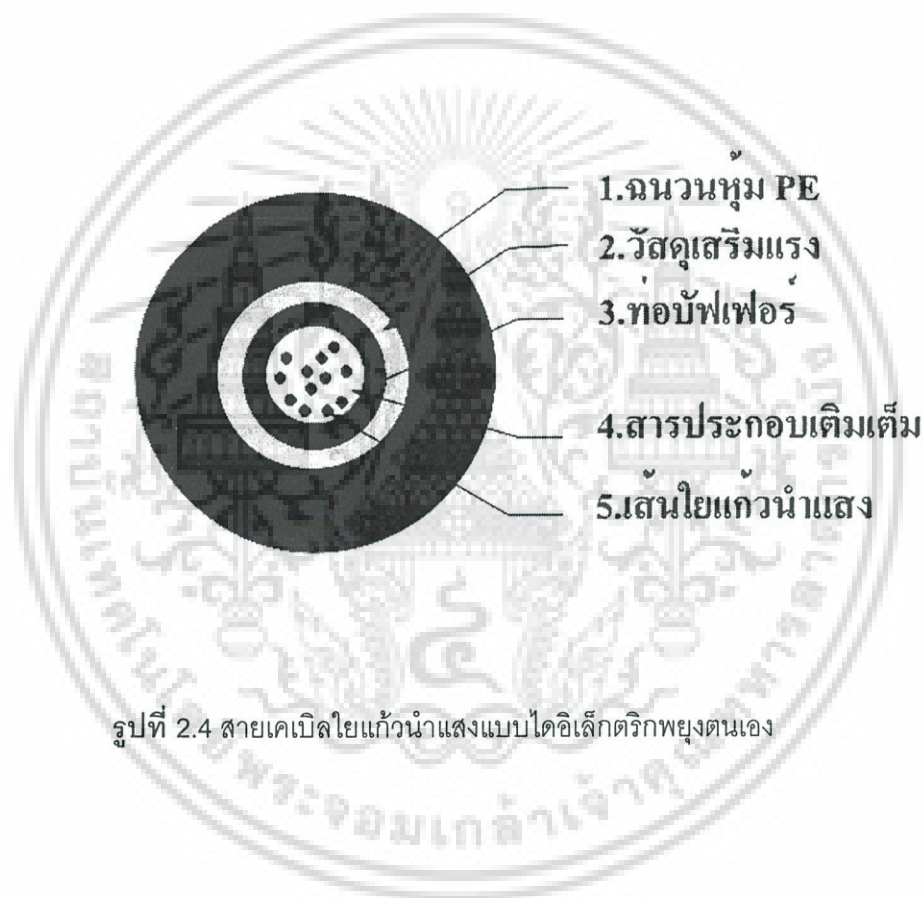 1.ฉนวนหุ้ม PE
2.วัสดุเสริมแรง
3.ท่อบัฟเฟอร์
4.สารประกอบเติมเต็ม
5.เส้นใยแก้วนำแสง
รูปที่ 2.4 สายเคเบิลใยแก้วนำแสงแบบไดอิเล็กตริกพยุงตนเอง